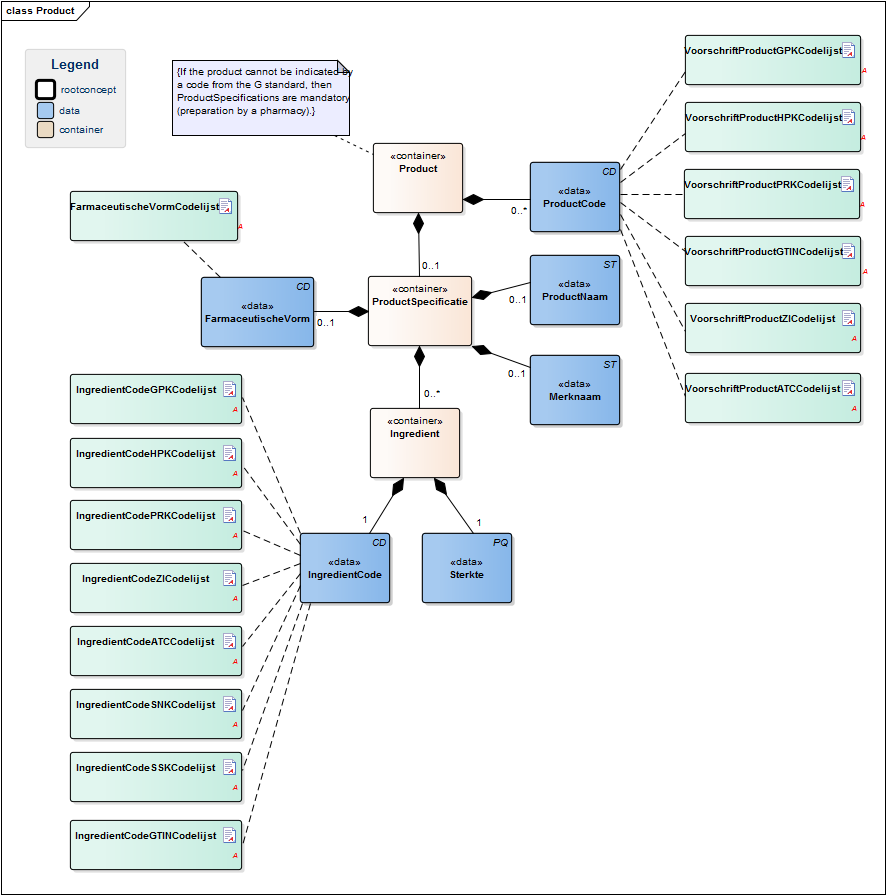 class Product
Legend
rootconcept
data
container
{If the product cannot be indicated by
a code from the G standard, then
ProductSpecifications are mandatory
(preparation by a pharmacy).}
«container»
Product
0..*
0..1
CD
«data»
ProductCode
VoorschriftProductGPKCodelijst
A
VoorschriftProductHPKCodelijst
A
VoorschriftProductPRKCodelijst
A
VoorschriftProductGTINCodelijst
A
VoorschriftProductZICodelijst
A
VoorschriftProductATCCodelijst
A
FarmaceutischeVormCodelijst
A
CD
«data»
FarmaceutischeVorm
0..1
«container»
ProductSpecificatie
0..1
ST
«data»
ProductNaam
0..1
ST
«data»
Merknaam
0..*
«container»
Ingredient
1
1
CD
«data»
IngredientCode
PQ
«data»
Sterkte
IngredientCodeGPKCodelijst
A
IngredientCodeHPKCodelijst
A
IngredientCodePRKCodelijst
A
IngredientCodeZICodelijst
A
IngredientCodeATCCodelijst
A
IngredientCodeSNKCodelijst
A
IngredientCodeSSKCodelijst
A
IngredientCodeGTINCodelijst
A